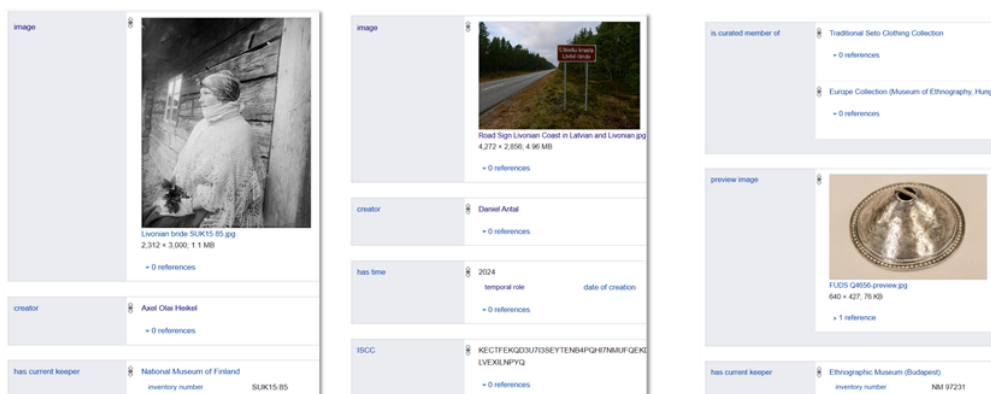 image
Livonian bride SUK15 85.jpg
2,312 × 3,000; 1.1 MB
0 references
creator
Axel Olai Heikel
0 references
has current keeper
National Museum of Finland
inventory number SUK15:85
image
Lībiešu krasts
Līvõd rānda
Road Sign Livonian Coast in Latvian and Livonian.jpg
4,272 × 2,856; 4.96 MB
0 references
creator
Daniel Antal
0 references
has time
2024
temporal role date of creation
0 references
ISCC
KECTFEKQD3U7I3SEYTENB4PQHI7NMUFQEKD
LVEXILNPYQ
0 references
is curated member of
Traditional Seto Clothing Collection
0 references
Europe Collection (Museum of Ethnography, Hung
0 references
preview image
FUDS Q4656-preview.jpg
640 × 427; 76 KB
1 reference
has current keeper
Ethnographic Museum (Budapest)
inventory number NM 97231